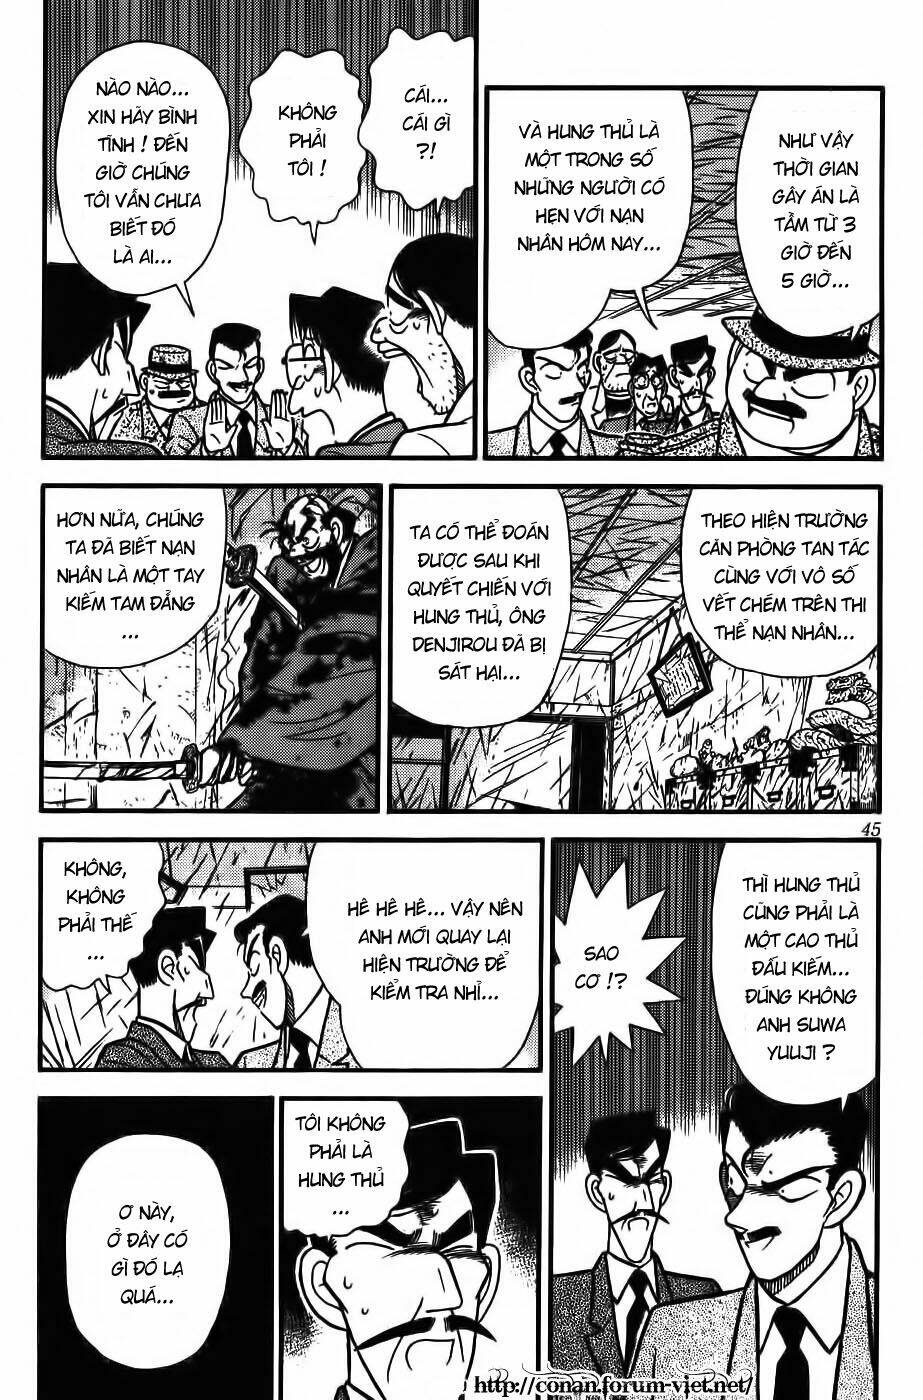 NHƯ VẬY
THỜI GIAN
GÂY ÁN LÀ
TẦM TỪ 3
GIỜ ĐẾN
5 GIỜ...
VÀ HUNG THỦ LÀ
MỘT TRONG SỐ
NHỮNG NGƯỜI CÓ
HẸN VỚI NẠN
NHÂN HÔM NAY...
CÁI...
CÁI GÌ
?!
KHÔNG
PHẢI
TÔI !
NÀO NÀO...
XIN HÃY BÌNH
TĨNH ! ĐẾN
GIỜ CHÚNG
TÔI VẪN CHƯA
BIẾT ĐÓ
LÀ AI...
THEO HIỆN TRƯỜNG
CĂN PHÒNG TAN TÁC
CÙNG VỚI VÔ SỐ
VẾT CHÉM TRÊN THI
THỂ NẠN NHÂN...
TA CÓ THỂ ĐOÁN
ĐƯỢC SAU KHI
QUYẾT CHIẾN VỚI
HUNG THỦ, ÔNG
DENJIROU ĐÃ BỊ
SÁT HẠI...
HƠN NỮA, CHÚNG
TA ĐÃ BIẾT NẠN
NHÂN LÀ MỘT TAY
KIẾM TAM ĐẲNG
...
45
THÌ HUNG THỦ
CŨNG PHẢI LÀ
MỘT CAO THỦ
ĐẤU KIẾM...
ĐÚNG KHÔNG
ANH SUWA
YUUJI ?
SAO
CƠ !?
HÊ HÊ HÊ... VẬY NÊN
ANH MỚI QUAY LẠI
HIỆN TRƯỜNG ĐỂ
KIỂM TRA NHỈ...
KHÔNG,
KHÔNG
PHẢI THẾ
...
TÔI KHÔNG
PHẢI LÀ
HUNG THỦ
...
Ơ NÀY,
Ở ĐÂY CÓ
GÌ ĐÓ LẠ
QUÁ...
http://conan.forum-viet.net/